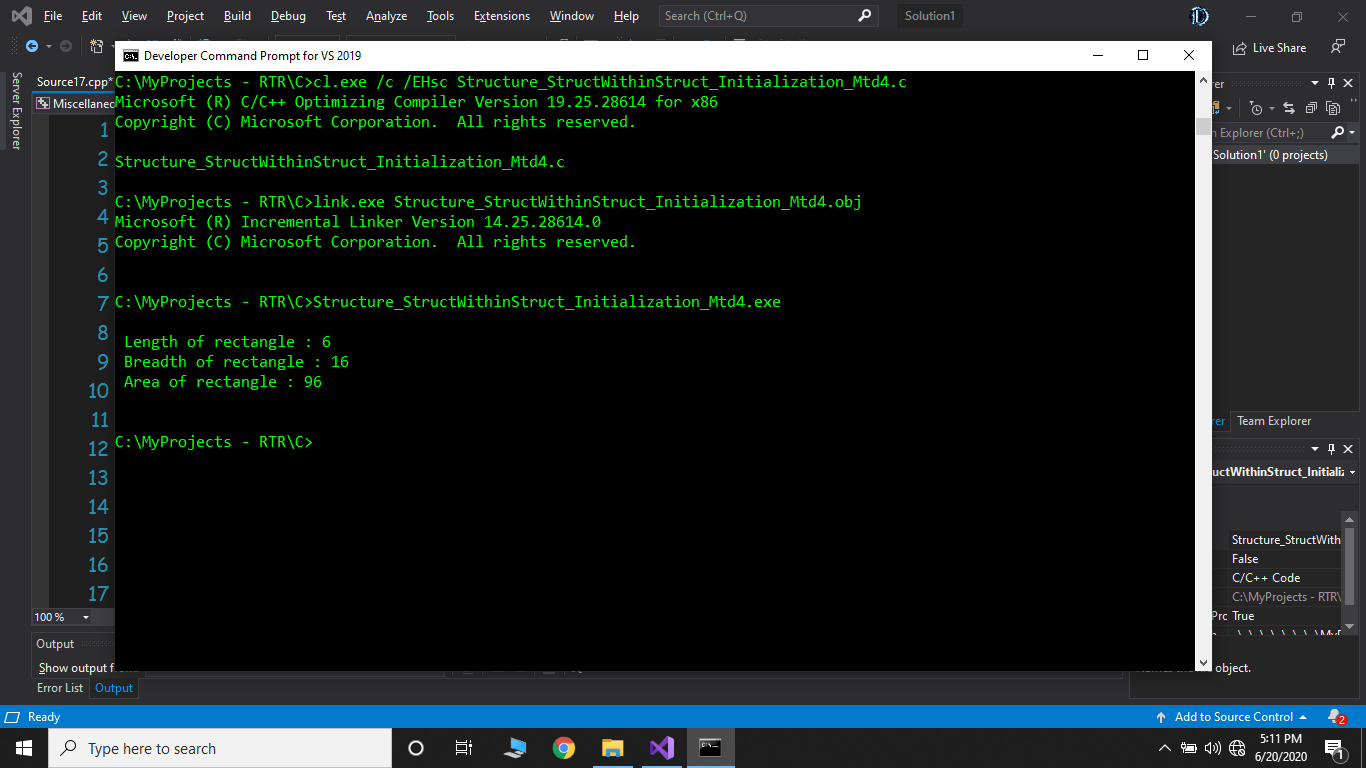 File Edit View Project Build Debug Test Analyze Tools Extensions Window Help Search (Ctrl+Q) Solution1
Live Share
Developer Command Prompt for VS 2019
Server Explorer
Source17.cpp*
Miscellaneo
1
2
3
4
5
6
7
8
9
10
11
12
13
14
15
16
17
C:\MyProjects - RTR\C>cl.exe /c /EHsc Structure_StructWithinStruct_Initialization_Mtd4.c
Microsoft (R) C/C++ Optimizing Compiler Version 19.25.28614 for x86
Copyright (C) Microsoft Corporation.  All rights reserved.
Structure_StructWithinStruct_Initialization_Mtd4.c
C:\MyProjects - RTR\C>link.exe Structure_StructWithinStruct_Initialization_Mtd4.obj
Microsoft (R) Incremental Linker Version 14.25.28614.0
Copyright (C) Microsoft Corporation.  All rights reserved.
C:\MyProjects - RTR\C>Structure_StructWithinStruct_Initialization_Mtd4.exe
Length of rectangle : 6
Breadth of rectangle : 16
Area of rectangle : 96
C:\MyProjects - RTR\C>
rer
n Explorer (Ctrl+;)
Solution1' (0 projects)
rer Team Explorer
uctWithinStruct_Initializ
Structure_StructWith
False
C/C++ Code
C:\MyProjects - RTR\
Prc True
object.
100 %
Output
Show output f
Error List Output
Ready
Add to Source Control
2
Type here to search
5:11 PM
6/20/2020
1